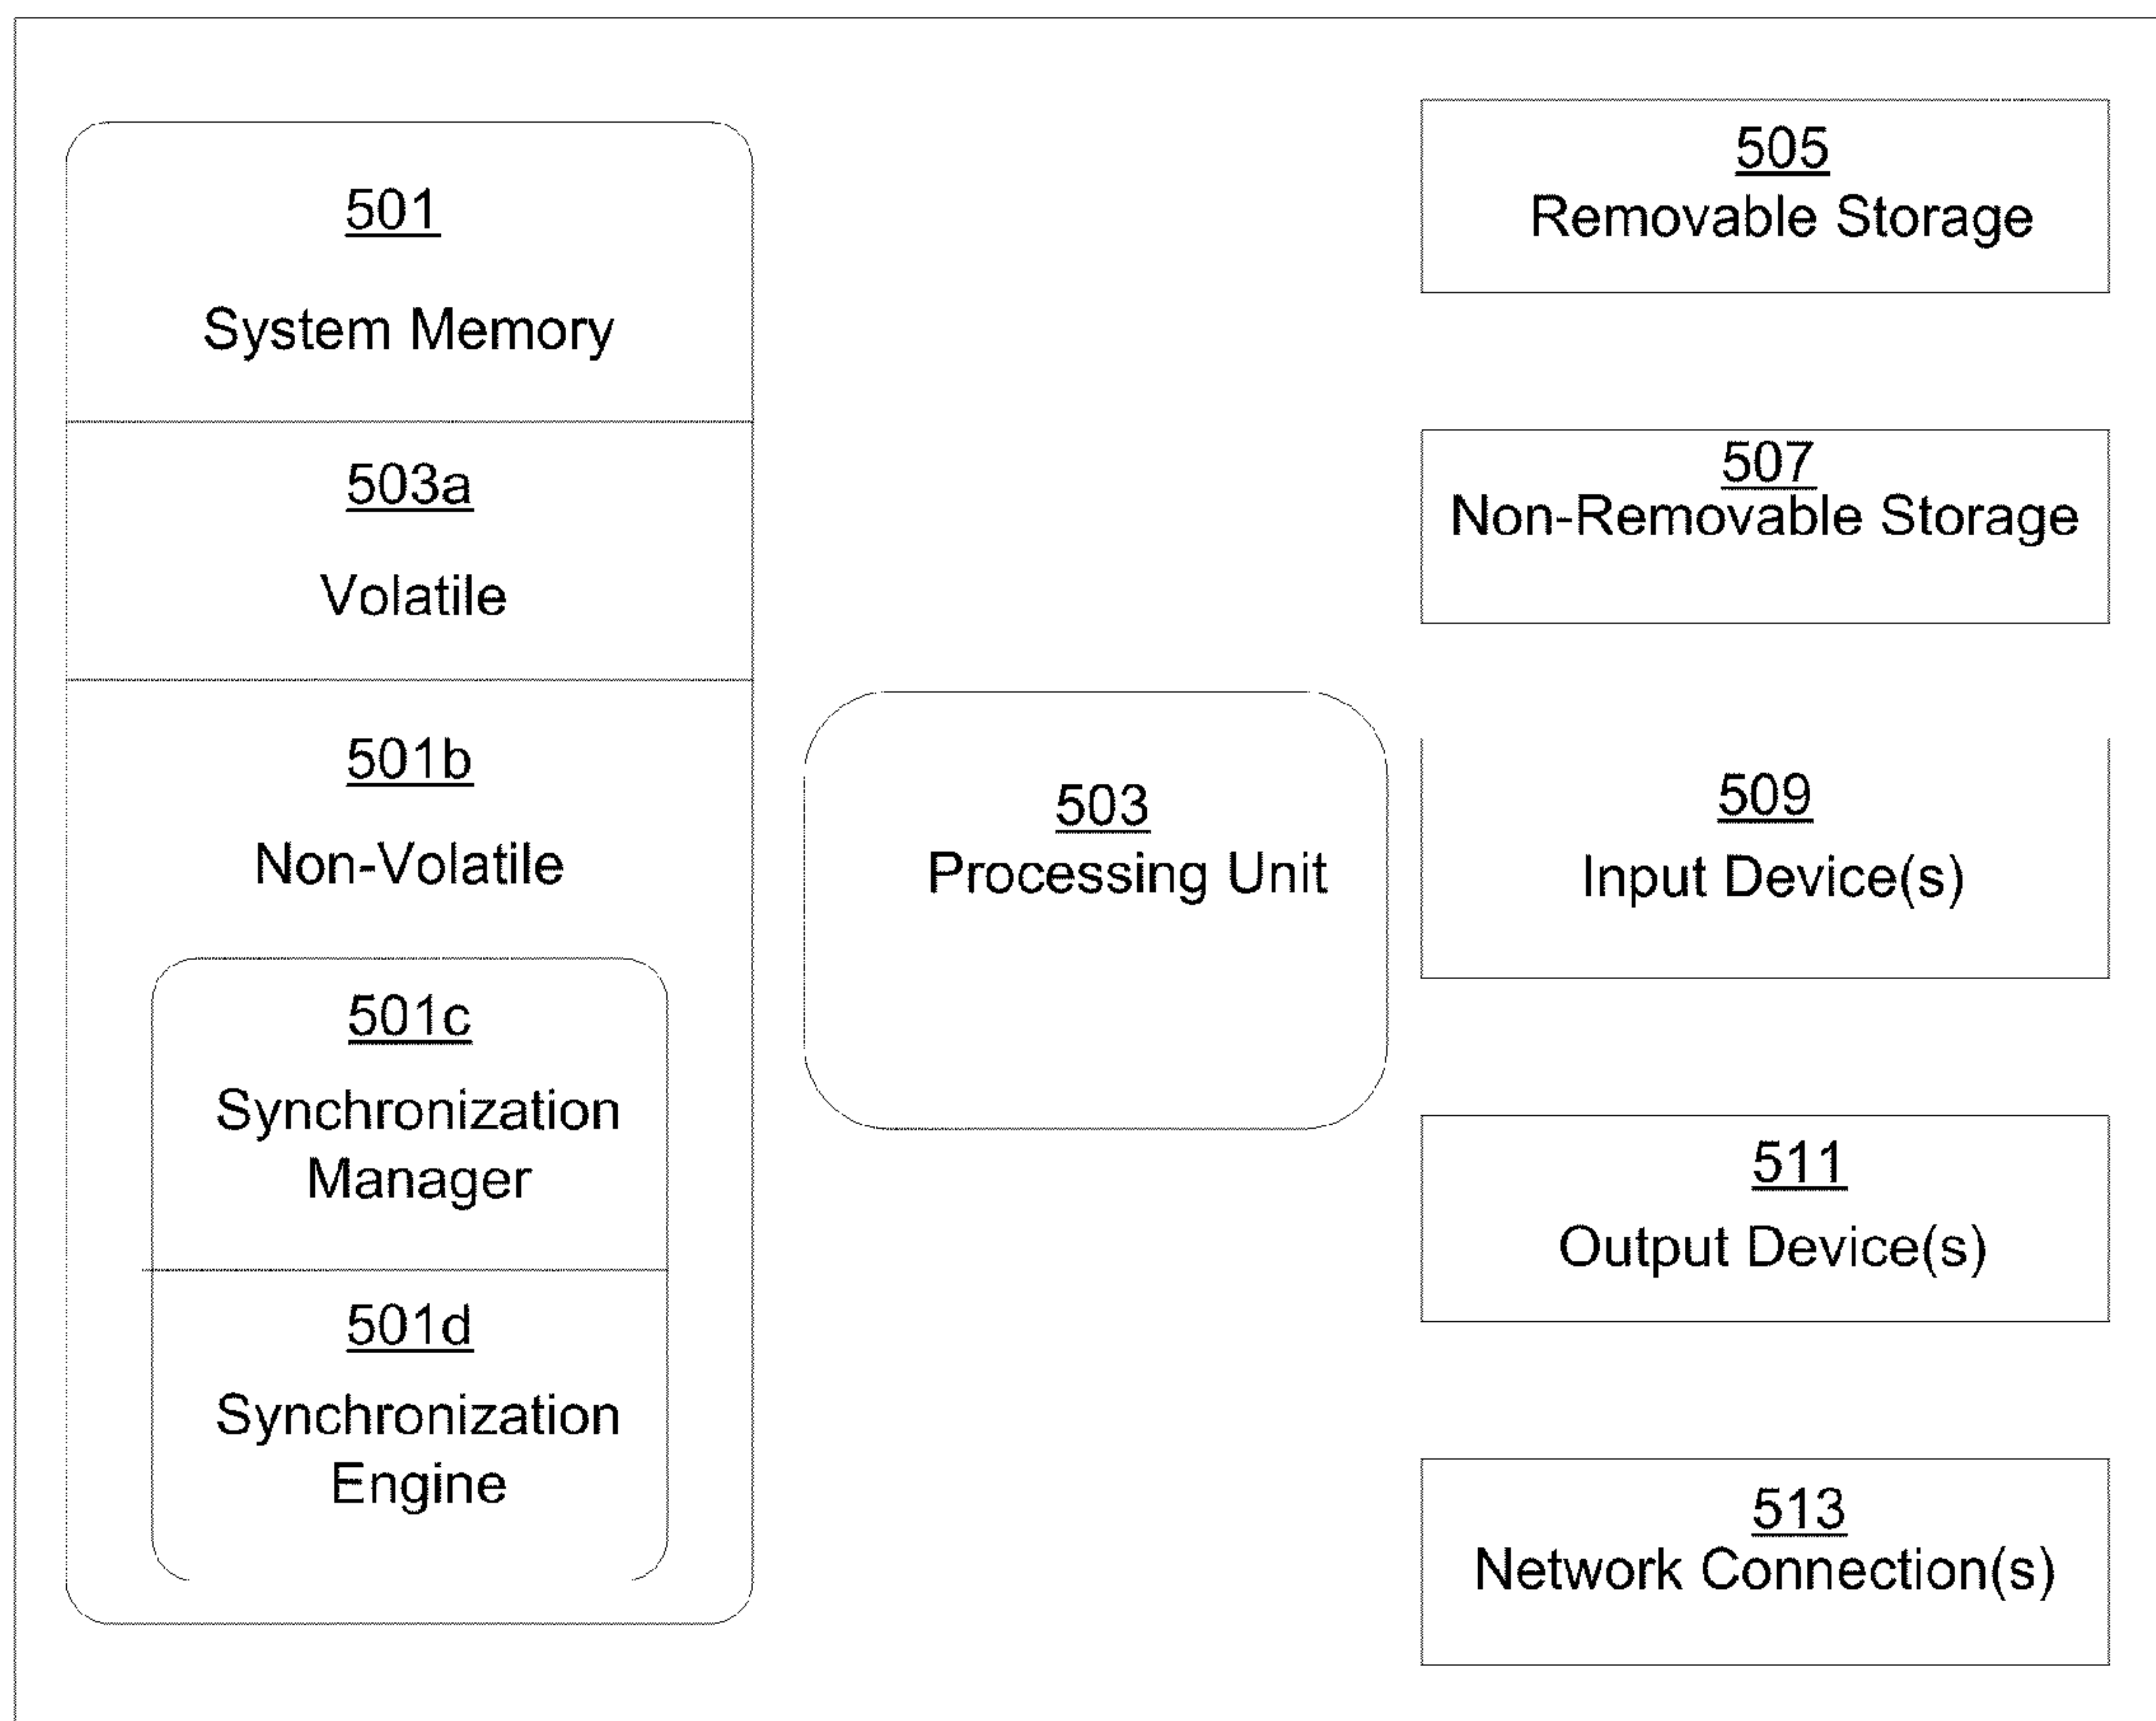 501
System Memory
503a
Volatile
501b
Non-Volatile
501c
Synchronization
Manager
501d
Synchronization
Engine
503
Processing Unit
505
Removable Storage
507
Non-Removable Storage
509
Input Device(s)
511
Output Device(s)
513
Network Connection(s)